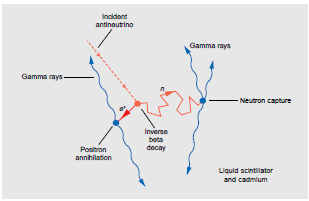 Incident
antineutrino
Gamma rays
Gamma rays
n
e⁺
Neutron capture
Inverse
beta
decay
Positron
annihilation
Liquid scintillator
and cadmium